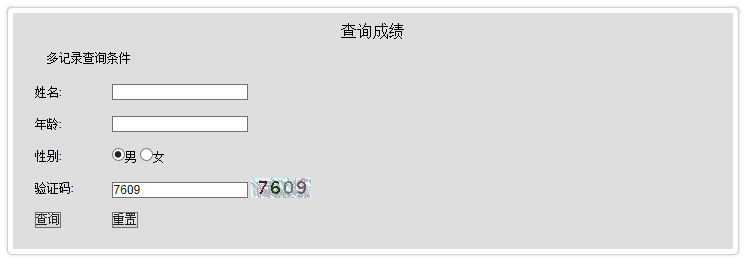 查询成绩
多记录查询条件
姓名:
年龄:
性别: 男 女
验证码: 7609 7609
查询 重置